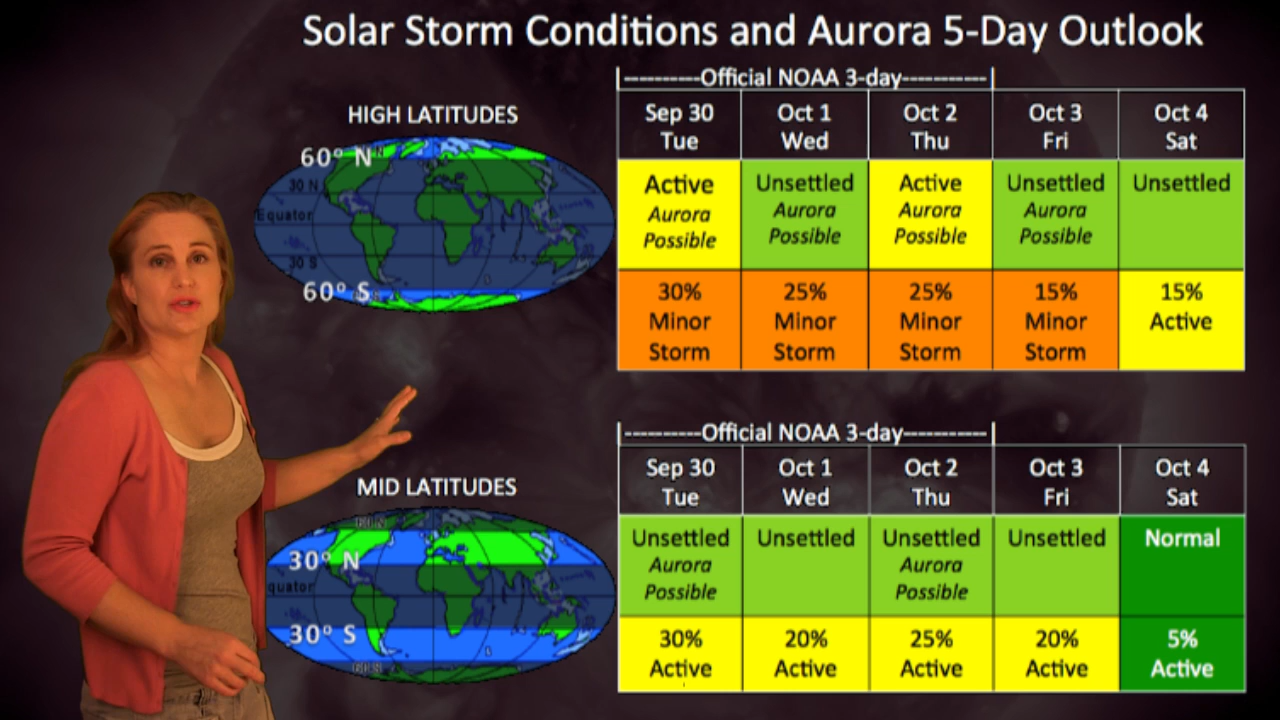 Solar Storm Conditions and Aurora 5-Day Outlook
|----------Official NOAA 3-day-----------|
HIGH LATITUDES
60° N
30 N
Equator
30 S
60° S
Sep 30
Tue
Oct 1
Wed
Oct 2
Thu
Oct 3
Fri
Oct 4
Sat
Active
Aurora
Possible
Unsettled
Aurora
Possible
Active
Aurora
Possible
Unsettled
Aurora
Possible
Unsettled
30%
Minor
Storm
25%
Minor
Storm
25%
Minor
Storm
15%
Minor
Storm
15%
Active
|----------Official NOAA 3-day-----------|
MID LATITUDES
60 N
30° N
quator
30° S
60 S
Sep 30
Tue
Oct 1
Wed
Oct 2
Thu
Oct 3
Fri
Oct 4
Sat
Unsettled
Aurora
Possible
Unsettled
Unsettled
Aurora
Possible
Unsettled
Normal
30%
Active
20%
Active
25%
Active
20%
Active
5%
Active